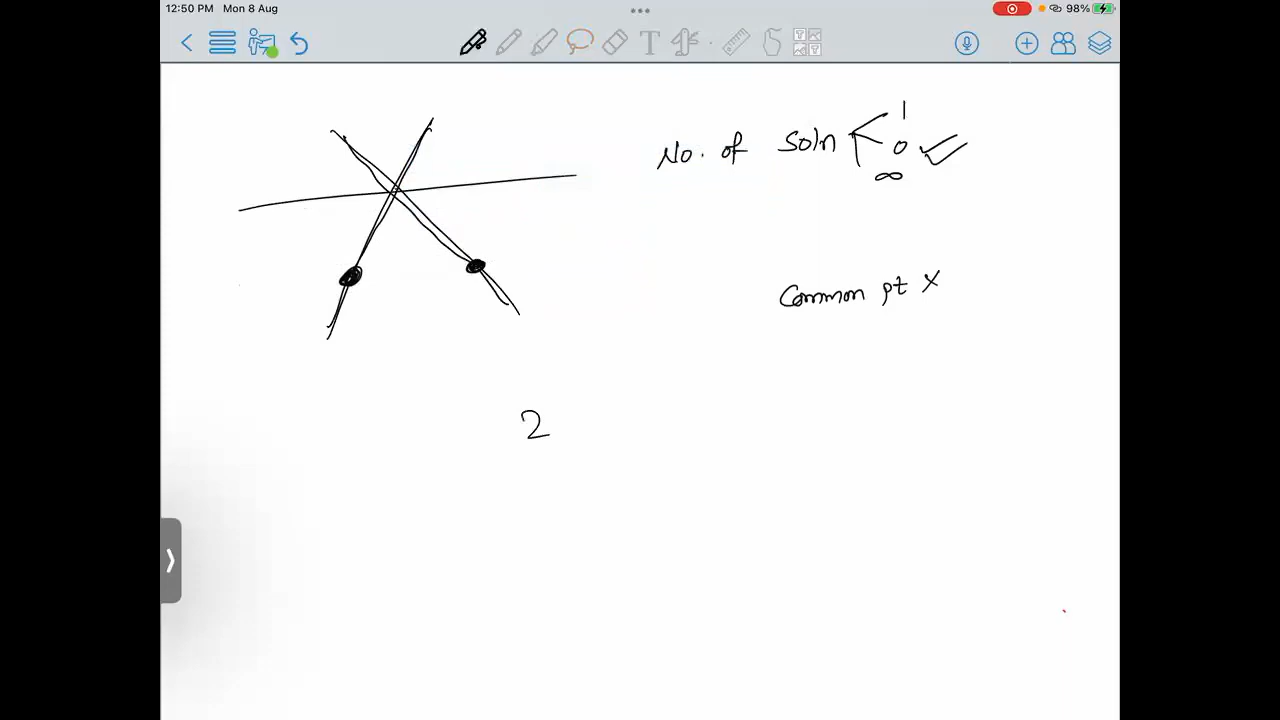 12:50 PM Mon 8 Aug
98%
T
No. of soln 1
0
∞
Common pt X
2